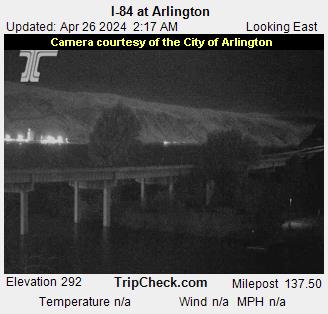 I-84 at Arlington
Updated: Apr 26 2024 2:17 AM Looking East
Camera courtesy of the City of Arlington
Elevation 292 TripCheck.com Milepost 137.50
Temperature n/a Wind n/a MPH n/a